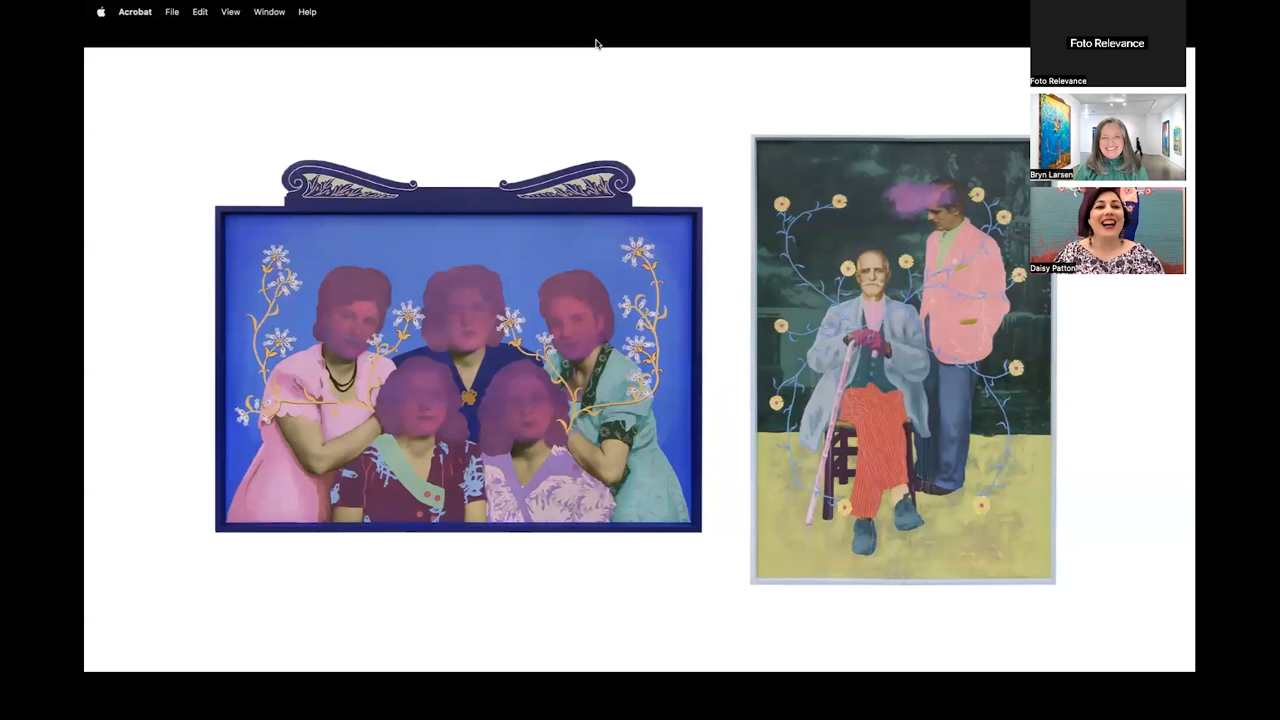 Acrobat File Edit View Window Help
Foto Relevance
Foto Relevance
Bryn Larsen
Daisy Patton